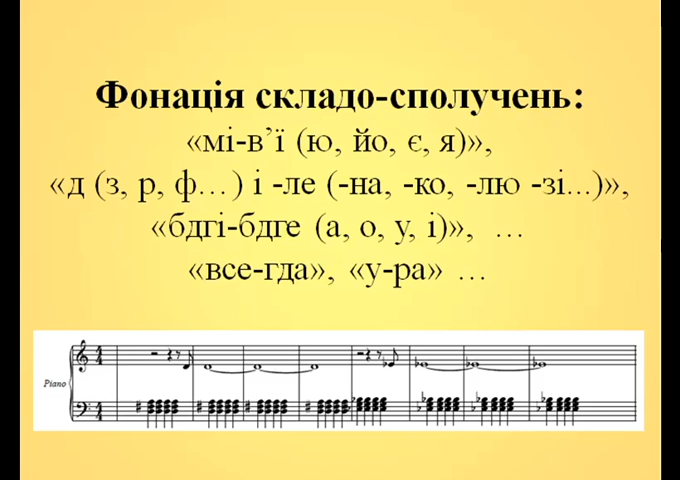 Фонація складо-сполучень:
«мі-в’ї (ю, йо, є, я)»,
«д (з, р, ф…) і -ле (-на, -ко, -лю -зі...)»,
«бдгі-бдге (а, о, у, і)», …
«все-гда», «у-ра» …
Piano